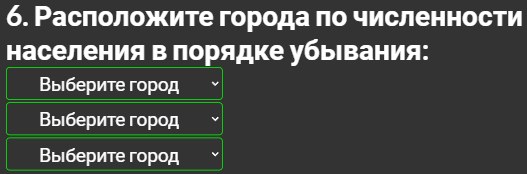 6. Расположите города по численности
населения в порядке убывания:
Выберите город
Выберите город
Выберите город